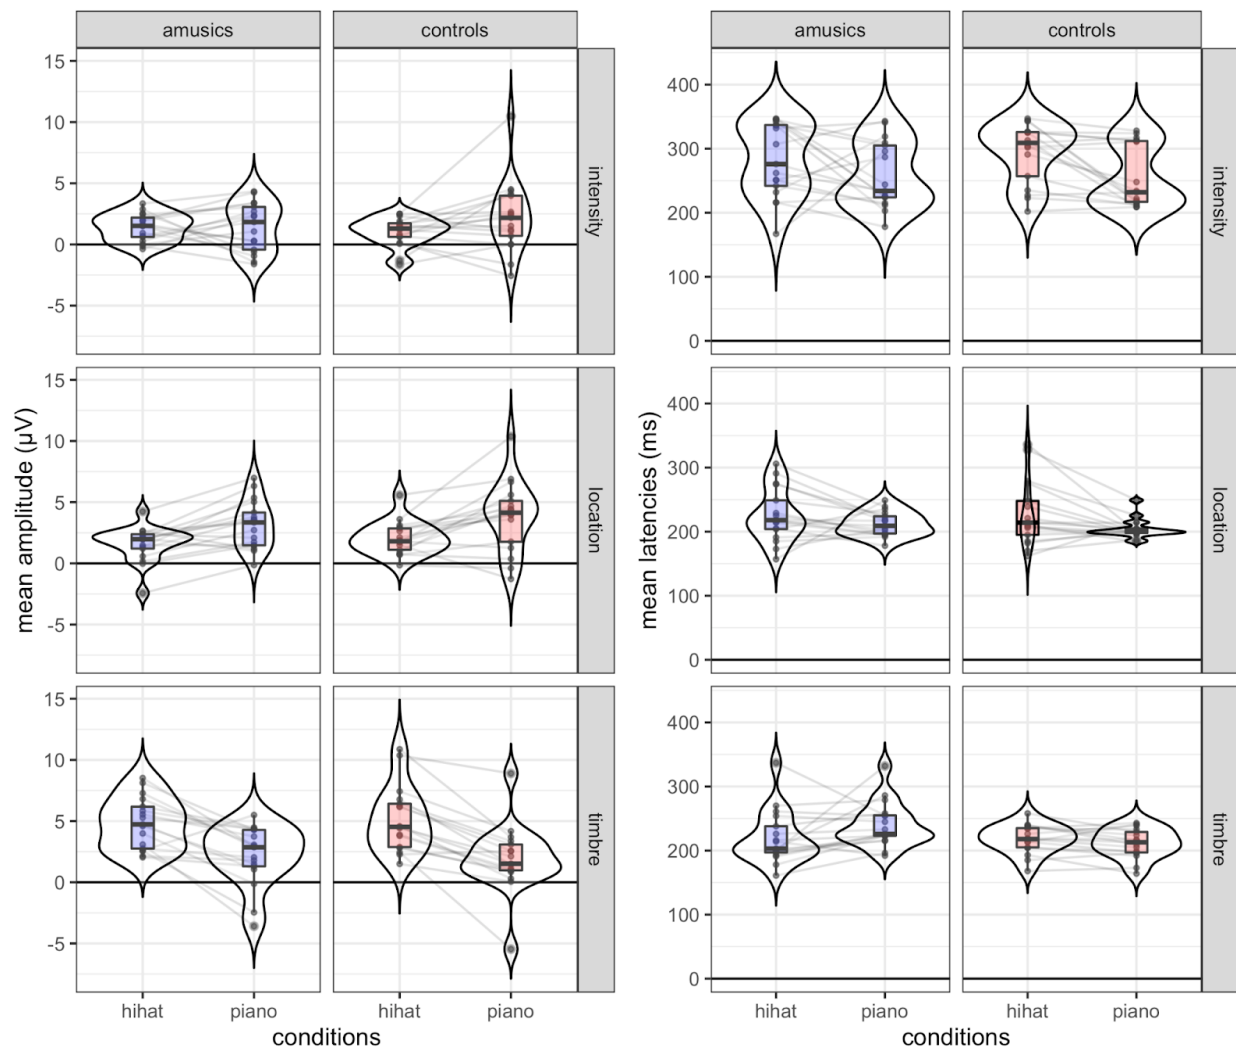 amusics controls
15
10
5
0
-5
intensity
15
10
5
0
-5
location
15
10
5
0
-5
timbre
mean amplitude (µV)
hihat piano hihat piano
conditions
amusics controls
400
300
200
100
0
intensity
400
300
200
100
0
location
400
300
200
100
0
timbre
mean latencies (ms)
hihat piano hihat piano
conditions